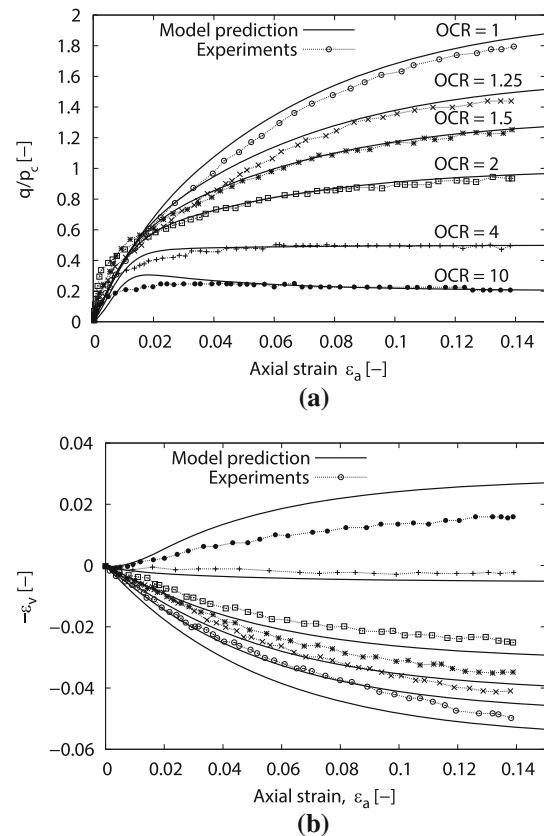 2
1.8
1.6
1.4
1.2
1
0.8
0.6
0.4
0.2
0
q/pc [−]
Model prediction
Experiments
OCR = 1
OCR = 1.25
OCR = 1.5
OCR = 2
OCR = 4
OCR = 10
0 0.02 0.04 0.06 0.08 0.1 0.12 0.14
Axial strain εa [−]
(a)
0.04
0.02
0
−0.02
−0.04
−0.06
−εv [−]
Model prediction
Experiments
0 0.02 0.04 0.06 0.08 0.1 0.12 0.14
Axial strain, εa [−]
(b)